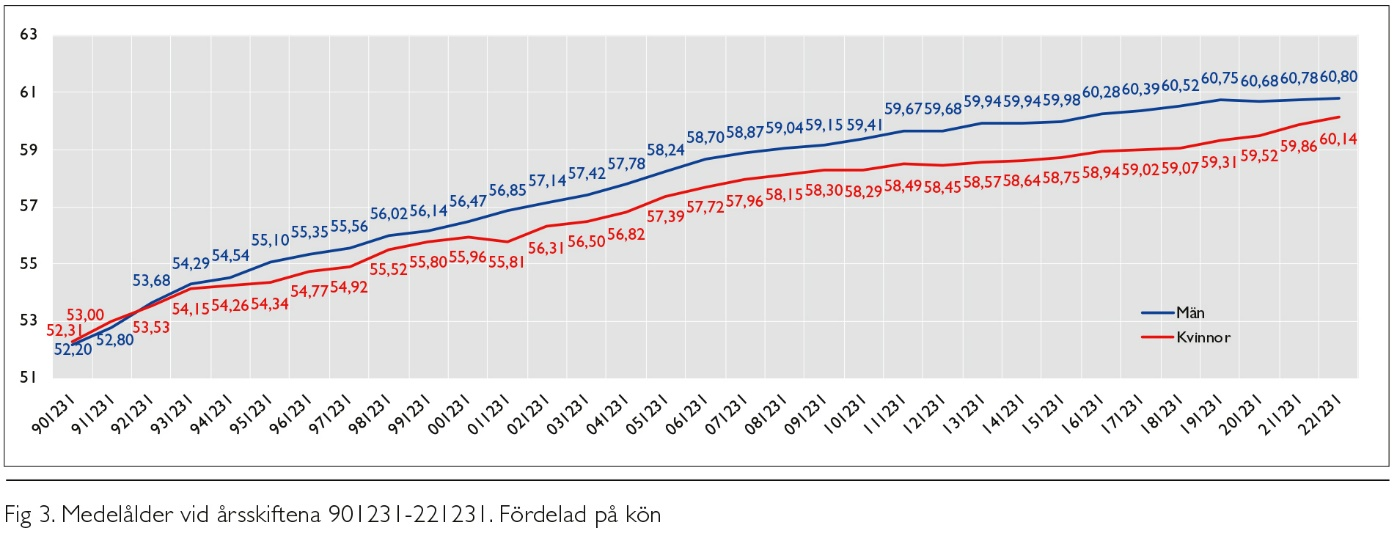 63
61
59
57
55
53
51
52,20 52,80 53,68 54,29 54,54 55,10 55,35 55,56 56,02 56,14 56,47 56,85 57,14 57,42 57,78 58,24 58,70 58,87 59,04 59,15 59,41 59,67 59,68 59,94 59,94 59,98 60,28 60,39 60,52 60,75 60,68 60,78 60,80
52,31 53,00 53,53 54,15 54,26 54,34 54,77 54,92 55,52 55,80 55,96 55,81 56,31 56,50 56,82 57,39 57,72 57,96 58,15 58,30 58,29 58,49 58,45 58,57 58,64 58,75 58,94 59,02 59,07 59,31 59,52 59,86 60,14
Män
Kvinnor
901231 911231 921231 931231 941231 951231 961231 971231 981231 991231 001231 011231 021231 031231 041231 051231 061231 071231 081231 091231 101231 111231 121231 131231 141231 151231 161231 171231 181231 191231 201231 211231 221231
Fig 3. Medelålder vid årsskiftena 901231-221231. Fördelad på kön